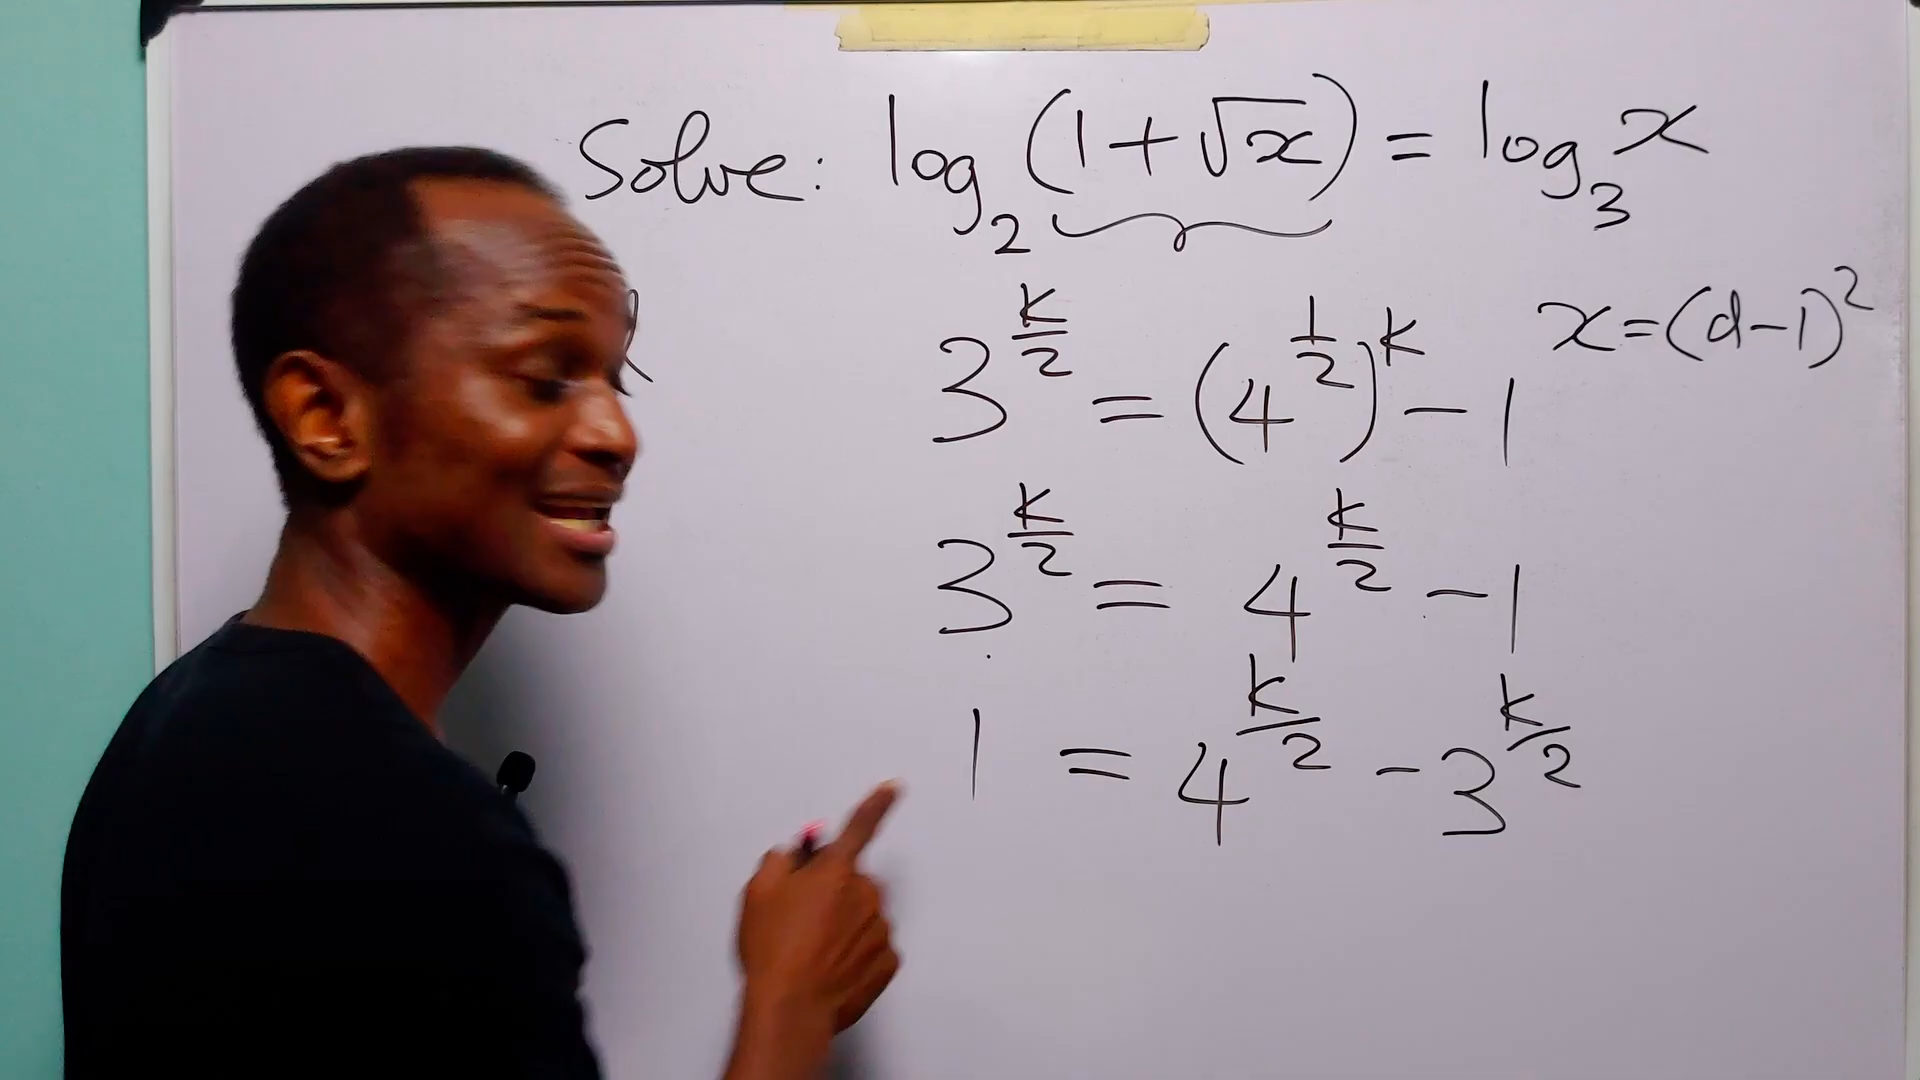 Solve: log₂(1+√x) = log₃x
x=(d-1)²
3^(k/2) = (4^(1/2))^k - 1
3^(k/2) = 4^(k/2) - 1
1 = 4^(k/2) - 3^(k/2)